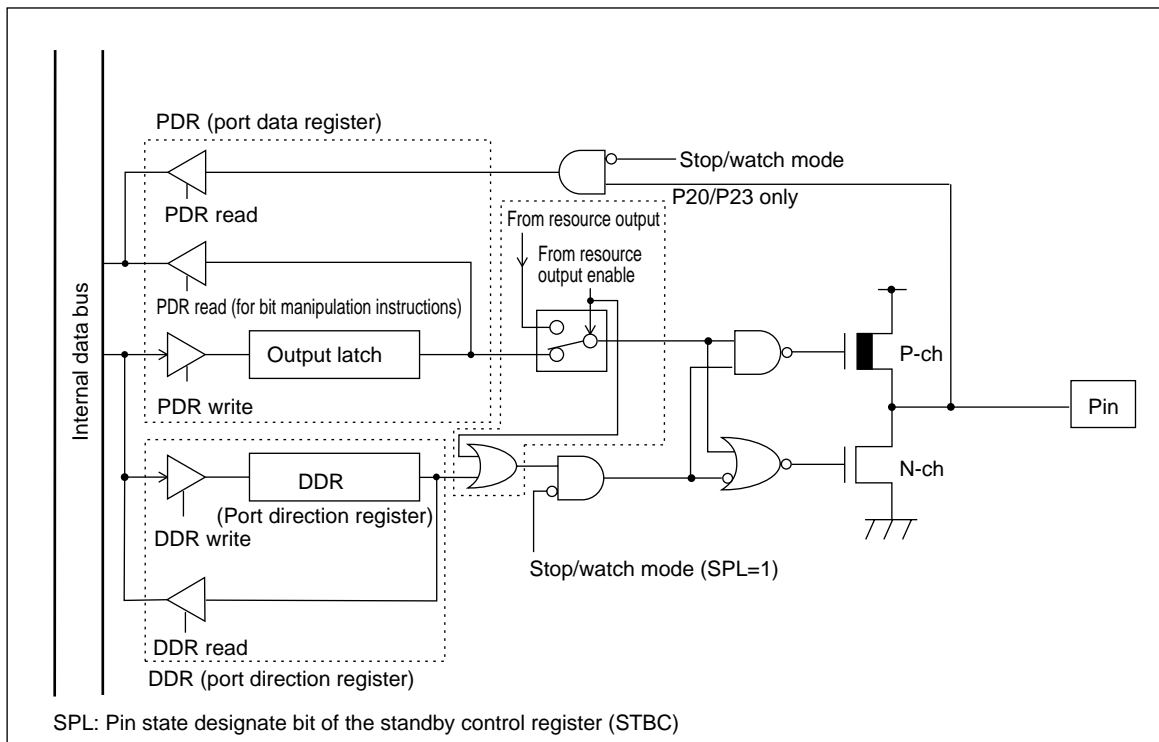 PDR (port data register)
Stop/watch mode
PDR read
P20/P23 only
From resource output
From resource
output enable
PDR read (for bit manipulation instructions)
Internal data bus
Output latch
P-ch
Pin
PDR write
DDR
N-ch
(Port direction register)
DDR write
Stop/watch mode (SPL=1)
DDR read
DDR (port direction register)
SPL: Pin state designate bit of the standby control register (STBC)